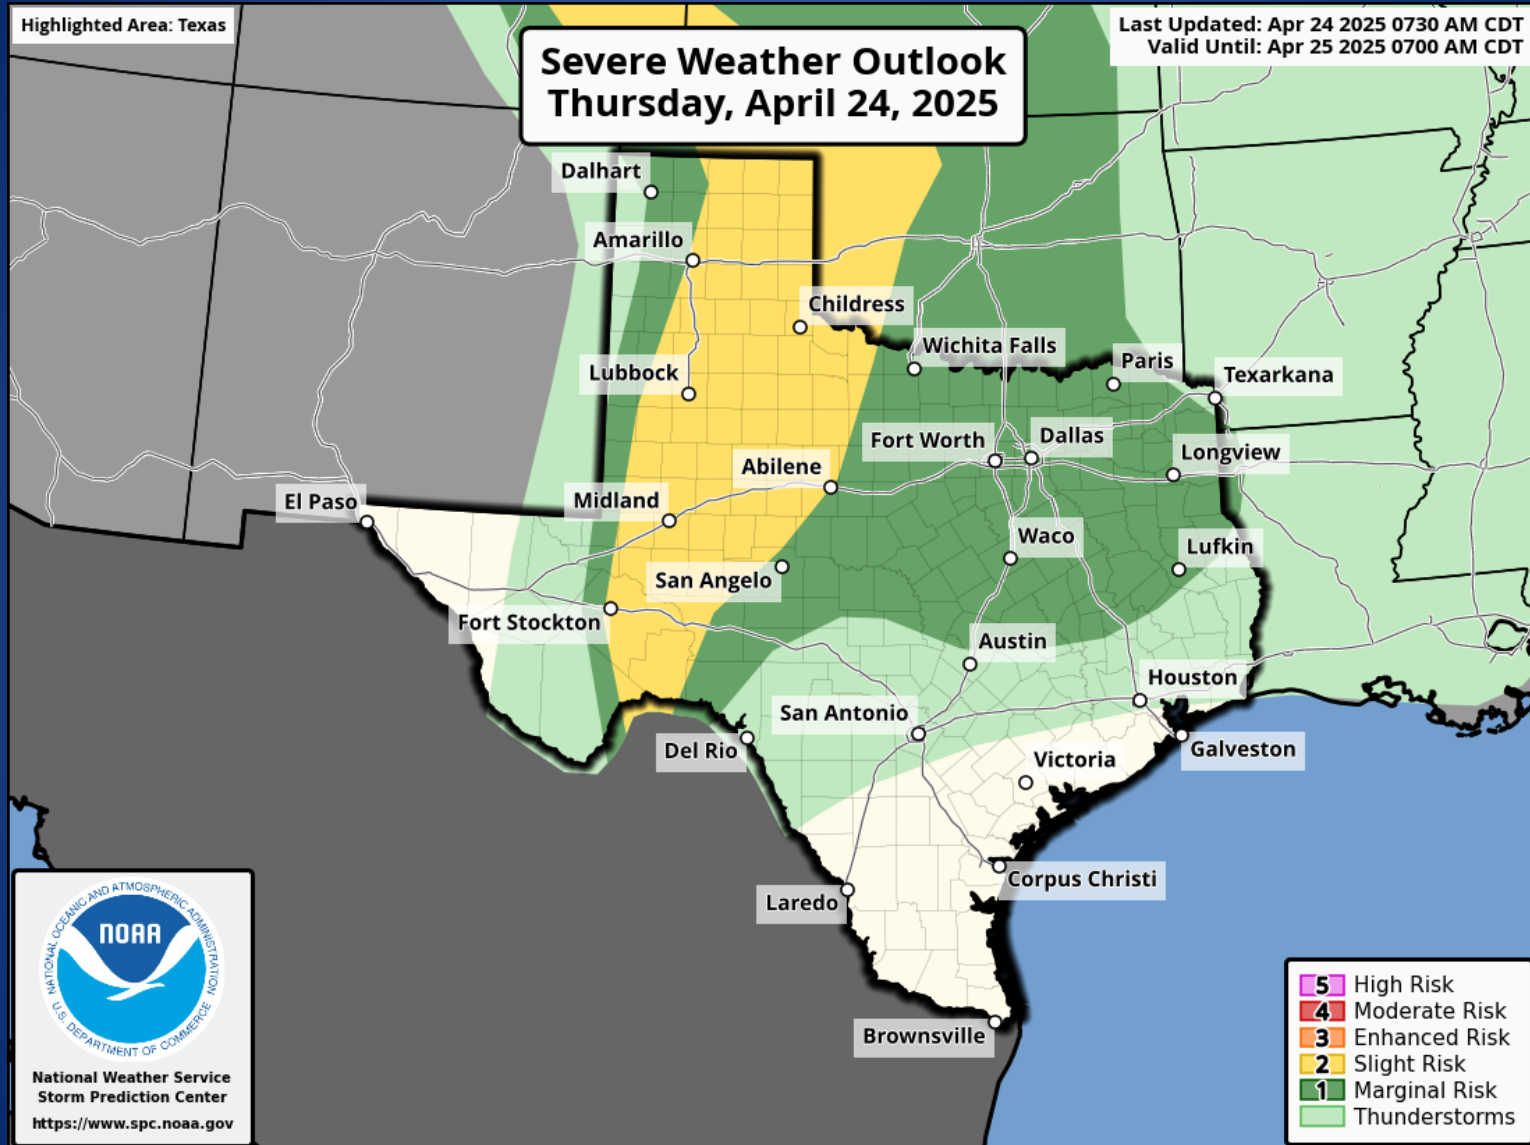 Highlighted Area: Texas
Severe Weather Outlook
Thursday, April 24, 2025
Last Updated: Apr 24 2025 0730 AM CDT
Valid Until: Apr 25 2025 0700 AM CDT
Dalhart
Amarillo
Childress
Wichita Falls
Paris
Texarkana
Lubbock
Fort Worth
Dallas
Longview
Abilene
El Paso
Midland
Waco
Lufkin
San Angelo
Fort Stockton
Austin
Houston
San Antonio
Del Rio
Galveston
Victoria
Corpus Christi
Laredo
Brownsville
NATIONAL OCEANIC AND ATMOSPHERIC ADMINISTRATION
NOAA
U.S. DEPARTMENT OF COMMERCE
National Weather Service
Storm Prediction Center
https://www.spc.noaa.gov
5 High Risk
4 Moderate Risk
3 Enhanced Risk
2 Slight Risk
1 Marginal Risk
Thunderstorms